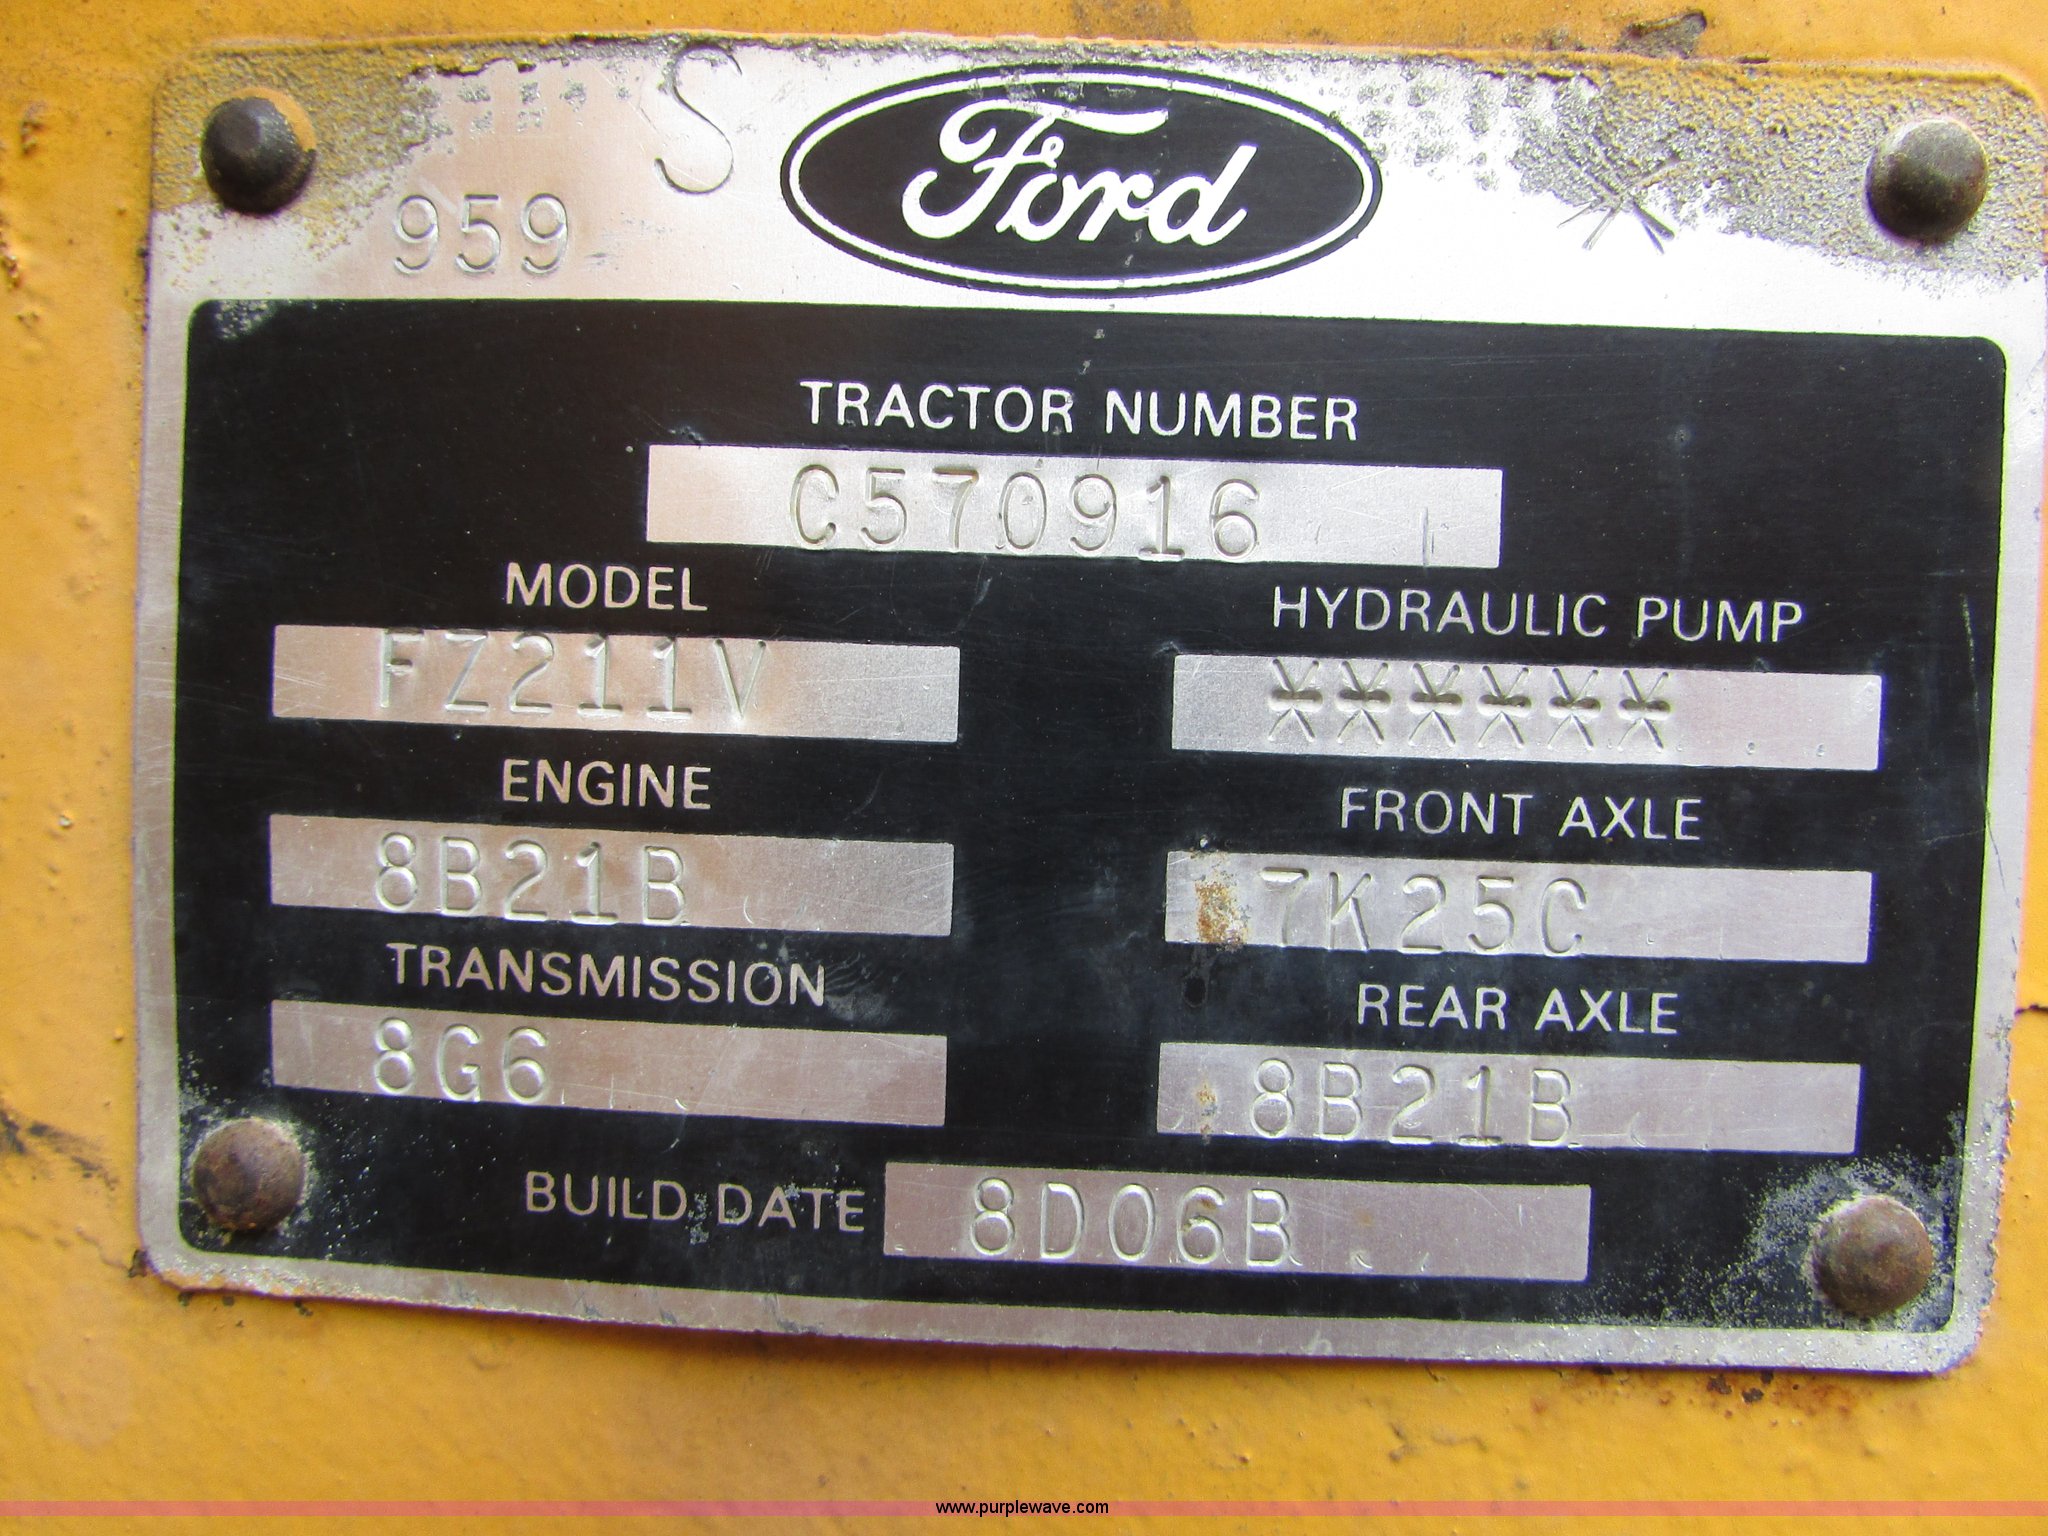 S
Ford
959
TRACTOR NUMBER
C570916
MODEL
FZ211V
HYDRAULIC PUMP
✶✶✶✶✶✶
ENGINE
8B21B
FRONT AXLE
7K25C
TRANSMISSION
8G6
REAR AXLE
8B21B
BUILD DATE 8D06B
www.purplewave.com